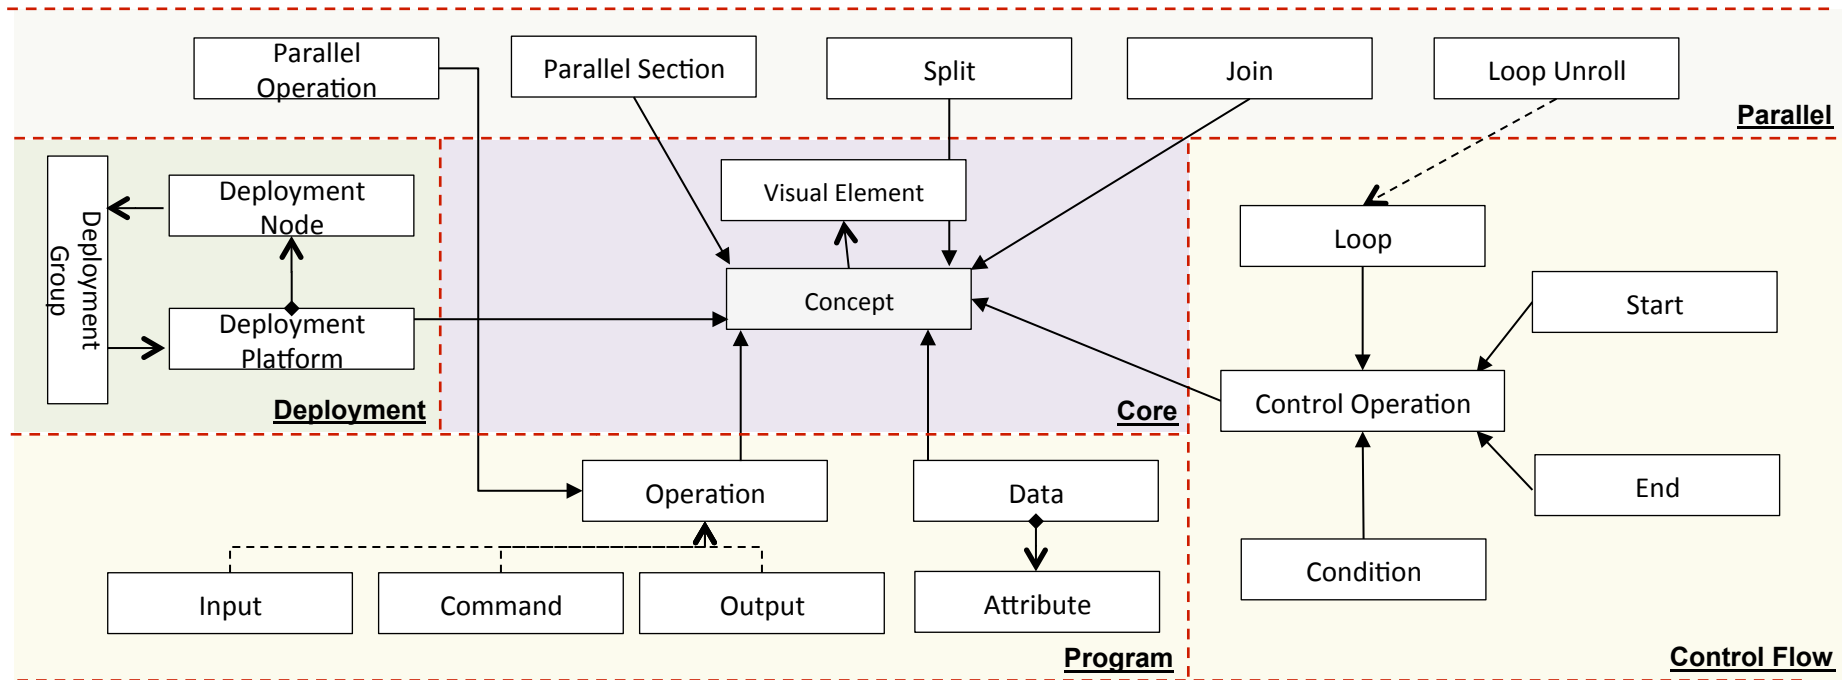 Parallel
Operation
Parallel Section
Split
Join
Loop Unroll
Parallel
Deployment
Group
Deployment
Node
Deployment
Platform
Deployment
Visual Element
Concept
Core
Loop
Start
Control Operation
End
Condition
Control Flow
Operation
Data
Input
Command
Output
Attribute
Program